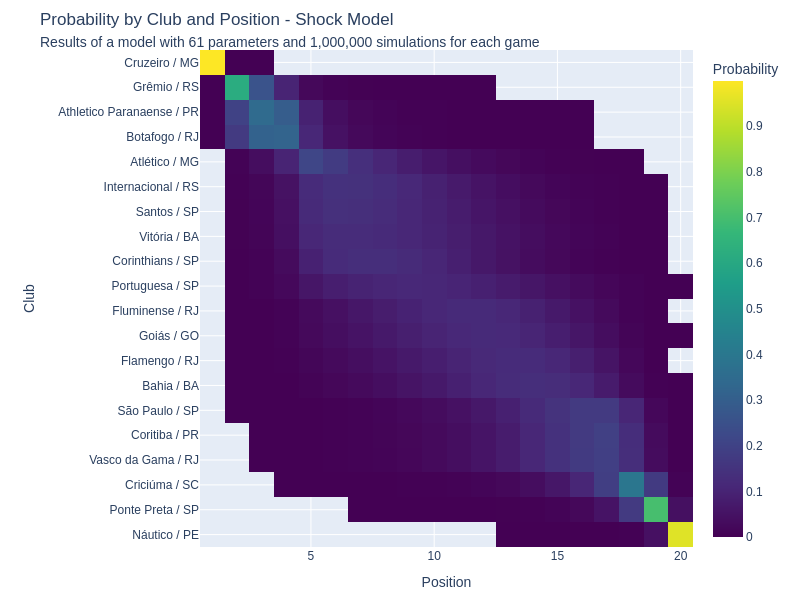 Probability by Club and Position - Shock Model
Results of a model with 61 parameters and 1,000,000 simulations for each game
Probability
Cruzeiro / MG
Grêmio / RS
Athletico Paranaense / PR
Botafogo / RJ
Atlético / MG
Internacional / RS
Santos / SP
Vitória / BA
Corinthians / SP
Portuguesa / SP
Fluminense / RJ
Goiás / GO
Flamengo / RJ
Bahia / BA
São Paulo / SP
Coritiba / PR
Vasco da Gama / RJ
Criciúma / SC
Ponte Preta / SP
Náutico / PE
Club
5
10
15
20
Position
0.9
0.8
0.7
0.6
0.5
0.4
0.3
0.2
0.1
0